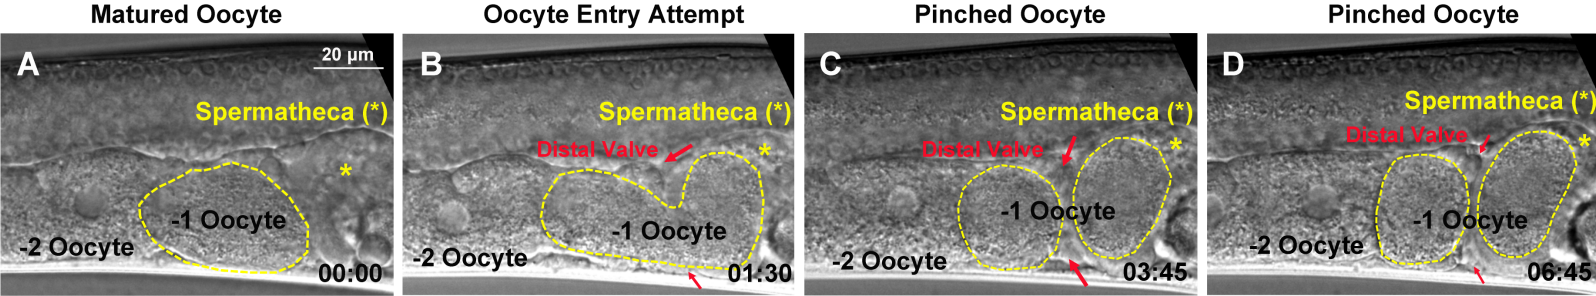 Matured Oocyte
Oocyte Entry Attempt
Pinched Oocyte
Pinched Oocyte
A
20 µm
Spermatheca (*)
*
-1 Oocyte
-2 Oocyte
00:00
B
Spermatheca (*)
Distal Valve
*
-1 Oocyte
-2 Oocyte
01:30
C
Spermatheca (*)
Distal Valve
*
-1 Oocyte
-2 Oocyte
03:45
D
Spermatheca (*)
Distal Valve
*
-1 Oocyte
-2 Oocyte
06:45